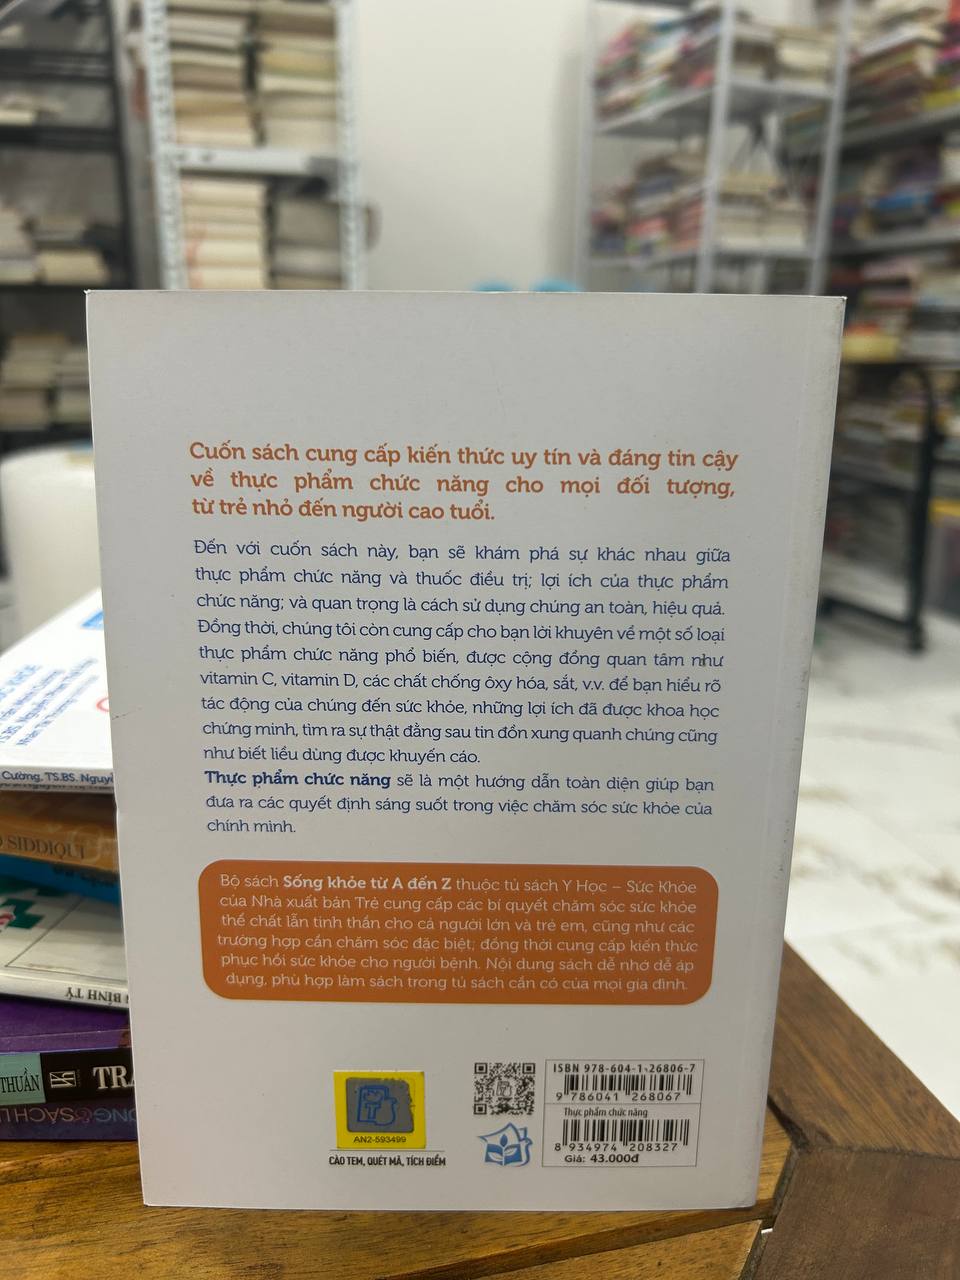 Cuốn sách cung cấp kiến thức uy tín và đáng tin cậy
về thực phẩm chức năng cho mọi đối tượng,
từ trẻ nhỏ đến người cao tuổi.
Đến với cuốn sách này, bạn sẽ khám phá sự khác nhau giữa
thực phẩm chức năng và thuốc điều trị; lợi ích của thực phẩm
chức năng; và quan trọng là cách sử dụng chúng an toàn, hiệu quả.
Đồng thời, chúng tôi còn cung cấp cho bạn lời khuyên về một số loại
thực phẩm chức năng phổ biến, được cộng đồng quan tâm như
vitamin C, vitamin D, các chất chống ôxy hóa, sắt, v.v. để bạn hiểu rõ
tác động của chúng đến sức khỏe, những lợi ích đã được khoa học
chứng minh, tìm ra sự thật đằng sau tin đồn xung quanh chúng cũng
như biết liều dùng được khuyến cáo.
Thực phẩm chức năng sẽ là một hướng dẫn toàn diện giúp bạn
đưa ra các quyết định sáng suốt trong việc chăm sóc sức khỏe của
chính mình.
Bộ sách Sống khỏe từ A đến Z thuộc tủ sách Y Học – Sức Khỏe
của Nhà xuất bản Trẻ cung cấp các bí quyết chăm sóc sức khỏe
thể chất lẫn tinh thần cho cả người lớn và trẻ em, cũng như các
trường hợp cần chăm sóc đặc biệt; đồng thời cung cấp kiến thức
phục hồi sức khỏe cho người bệnh. Nội dung sách dễ nhớ dễ áp
dụng, phù hợp làm sách trong tủ sách cần có của mọi gia đình.
AN2-593499
CÀO TEM, QUÉT MÃ, TÍCH ĐIỂM
ISBN 978-604-1-26806-7
9 786041 268067
Thực phẩm chức năng
8 934974 208327
Giá: 43.000đ
Cường, TS.BS. Nguyễ
SIDDIQUI
BÌNH TÝ
THUẦN
TRA